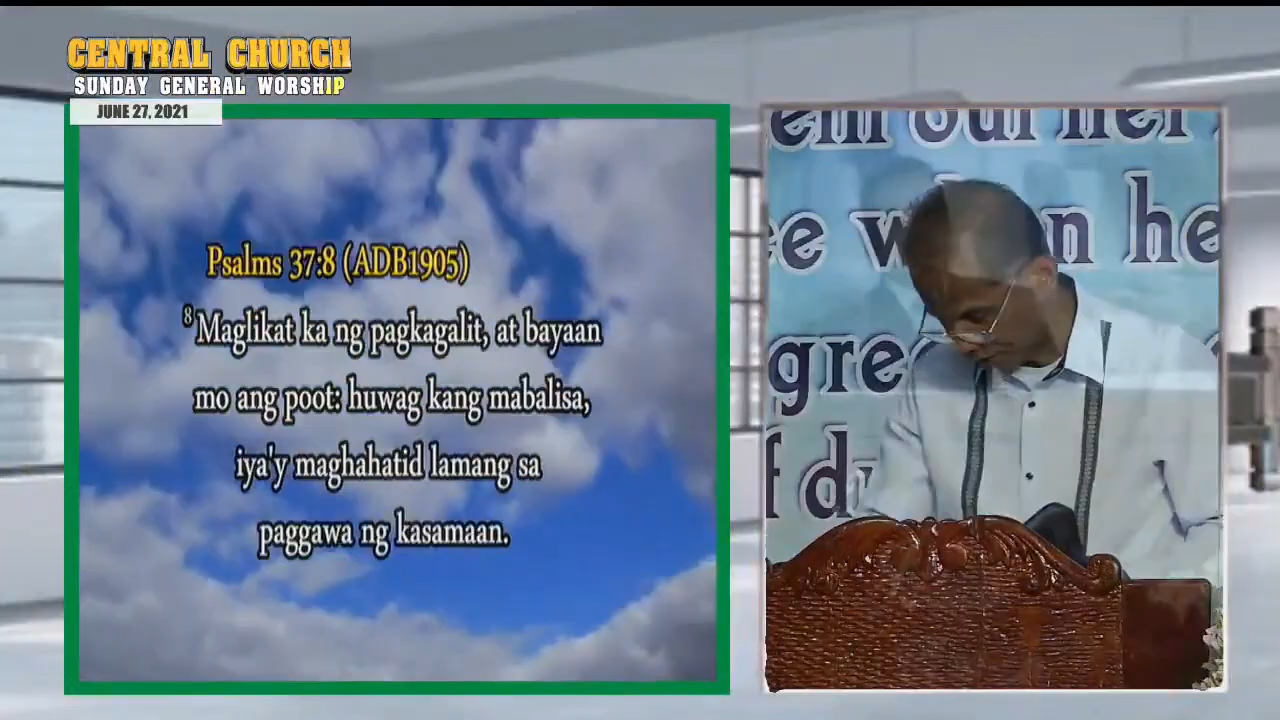 CENTRAL CHURCH
SUNDAY GENERAL WORSHIP
JUNE 27, 2021
Psalms 37:8 (ADB1905)
8 Maglikat ka ng pagkagalit, at bayaan
mo ang poot: huwag kang mabalisa,
iya'y maghahatid lamang sa
paggawa ng kasamaan.